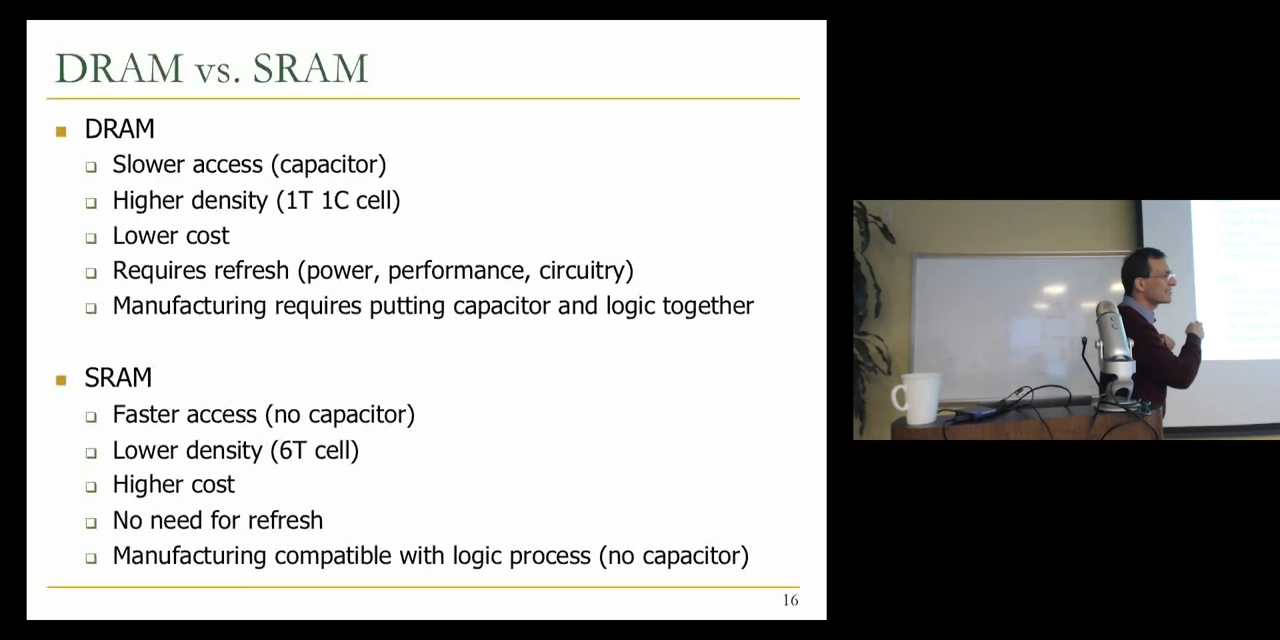 DRAM vs. SRAM
DRAM
Slower access (capacitor)
Higher density (1T 1C cell)
Lower cost
Requires refresh (power, performance, circuitry)
Manufacturing requires putting capacitor and logic together
SRAM
Faster access (no capacitor)
Lower density (6T cell)
Higher cost
No need for refresh
Manufacturing compatible with logic process (no capacitor)
16